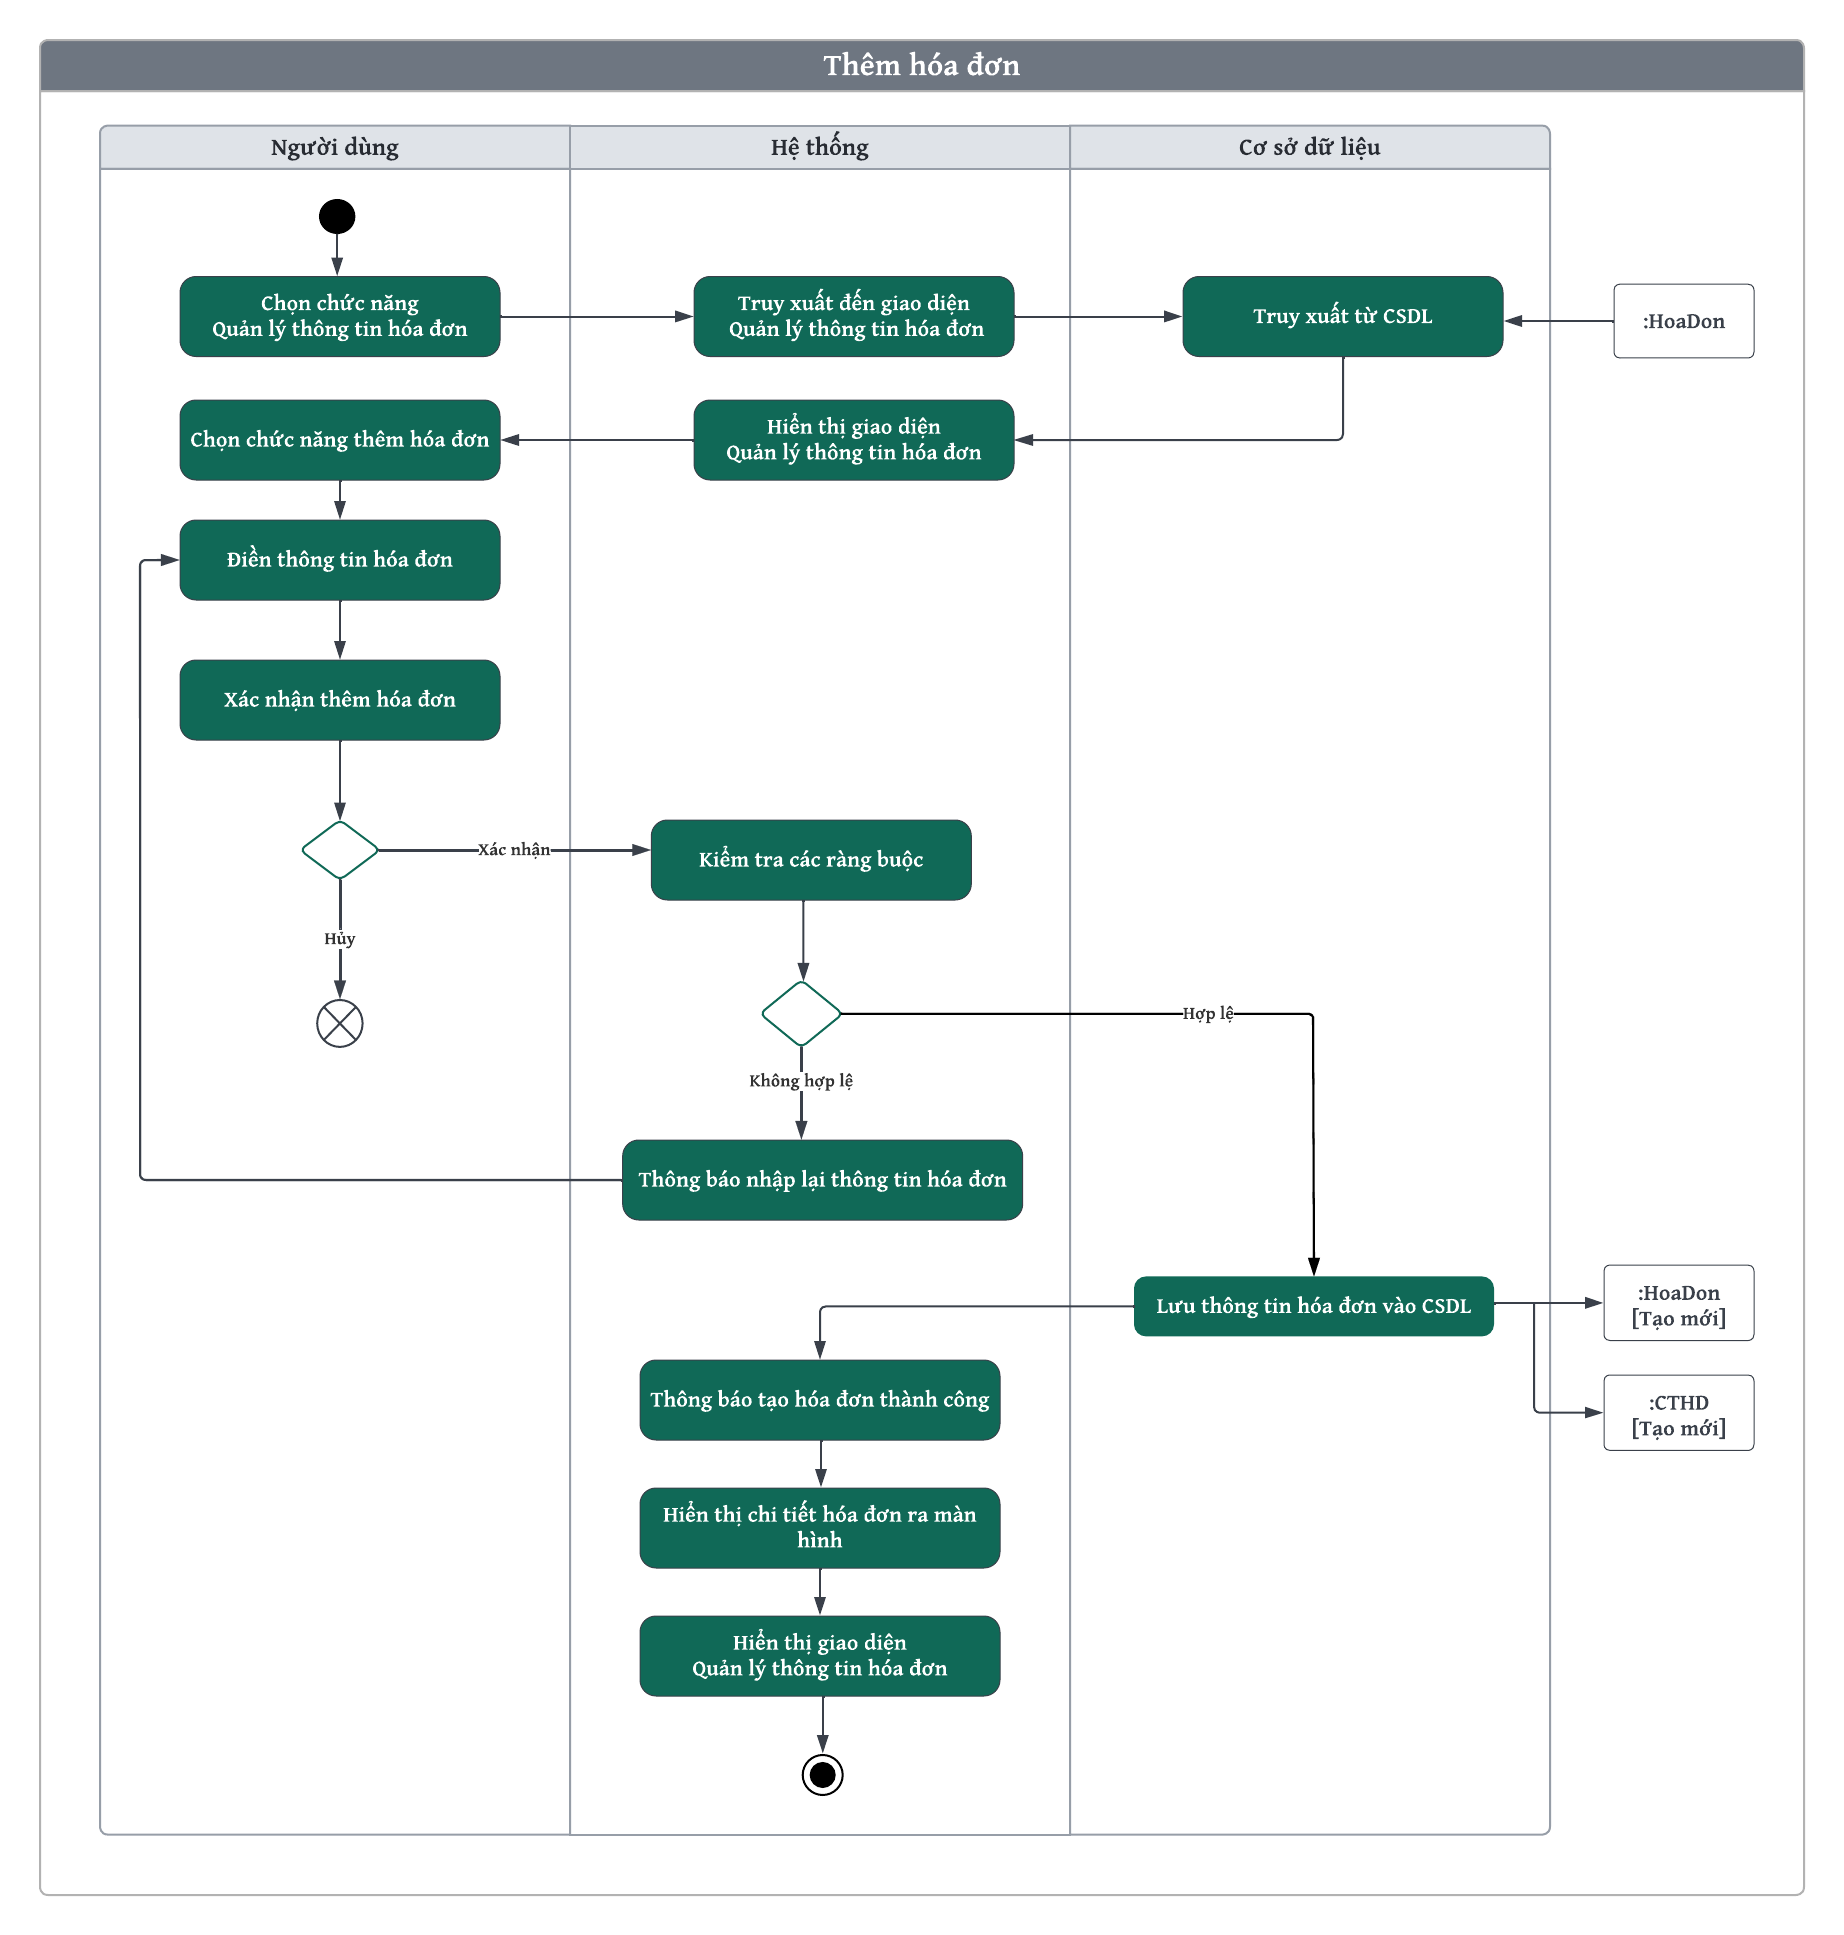 Thêm hóa đơn
Người dùng
Hệ thống
Cơ sở dữ liệu
Chọn chức năng
Quản lý thông tin hóa đơn
Truy xuất đến giao diện
Quản lý thông tin hóa đơn
Truy xuất từ CSDL
:HoaDon
Chọn chức năng thêm hóa đơn
Hiển thị giao diện
Quản lý thông tin hóa đơn
Điền thông tin hóa đơn
Xác nhận thêm hóa đơn
Xác nhận
Kiểm tra các ràng buộc
Hủy
Hợp lệ
Không hợp lệ
Thông báo nhập lại thông tin hóa đơn
Lưu thông tin hóa đơn vào CSDL
:HoaDon
[Tạo mới]
Thông báo tạo hóa đơn thành công
:CTHD
[Tạo mới]
Hiển thị chi tiết hóa đơn ra màn
hình
Hiển thị giao diện
Quản lý thông tin hóa đơn